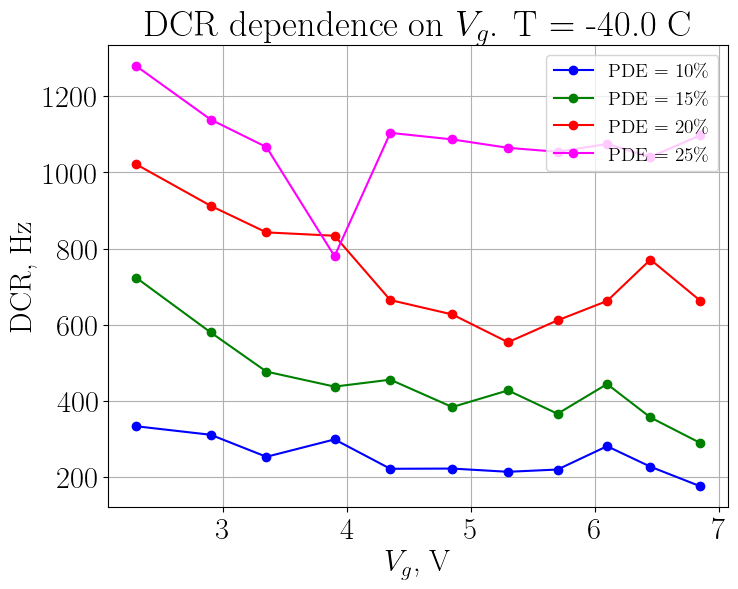 DCR dependence on V_g. T = -40.0 C
PDE = 10%
PDE = 15%
PDE = 20%
PDE = 25%
1200
1000
800
600
400
200
DCR, Hz
3 4 5 6 7
V_g, V